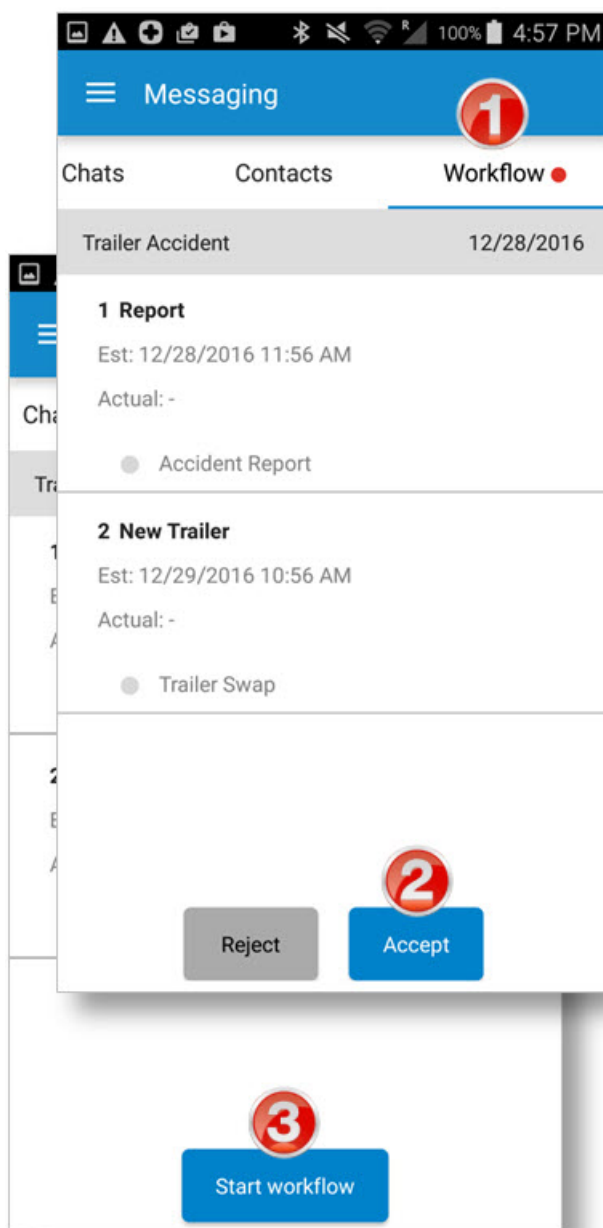 R 100% 4:57 PM
Messaging
1
Chats Contacts Workflow
Trailer Accident 12/28/2016
1 Report
Est: 12/28/2016 11:56 AM
Actual: -
Accident Report
2 New Trailer
Est: 12/29/2016 10:56 AM
Actual: -
Trailer Swap
2
Reject Accept
3
Start workflow